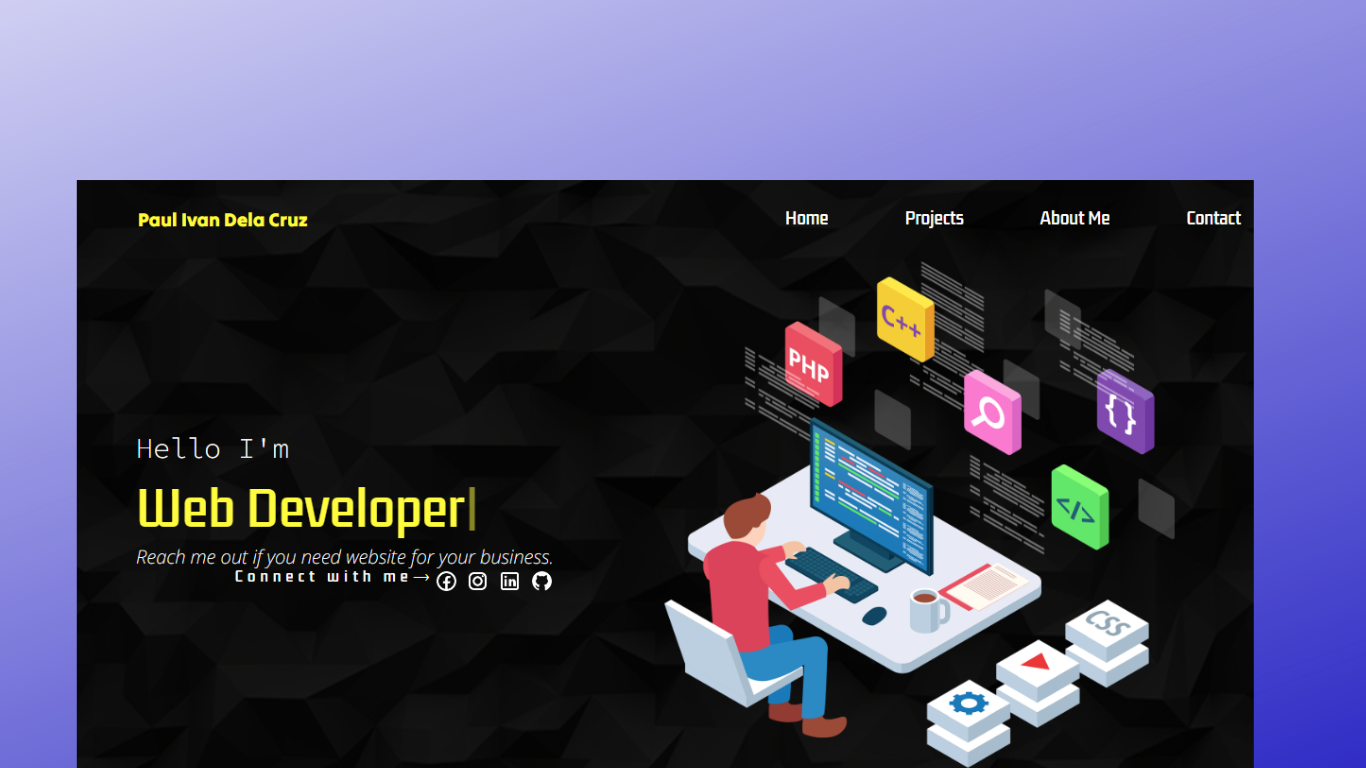 Paul Ivan Dela Cruz
Home Projects About Me Contact
C++
PHP
{}
</>
Hello I'm
Web Developer
Reach me out if you need website for your business.
Connect with me→
CSS